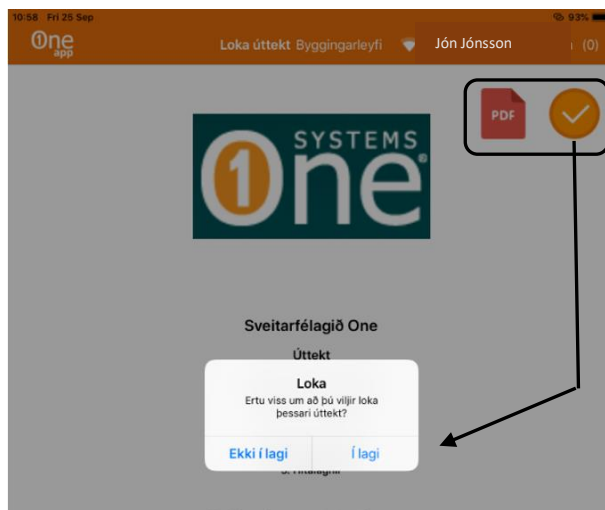 10:58 Fri 25 Sep
93%
One
app
Loka úttekt Byggingarleyfi
Jón Jónsson
(0)
PDF
SYSTEMS
One®
Sveitarfélagið One
Úttekt
Loka
Ertu viss um að þú viljir loka
þessari úttekt?
Ekki í lagi
Í lagi